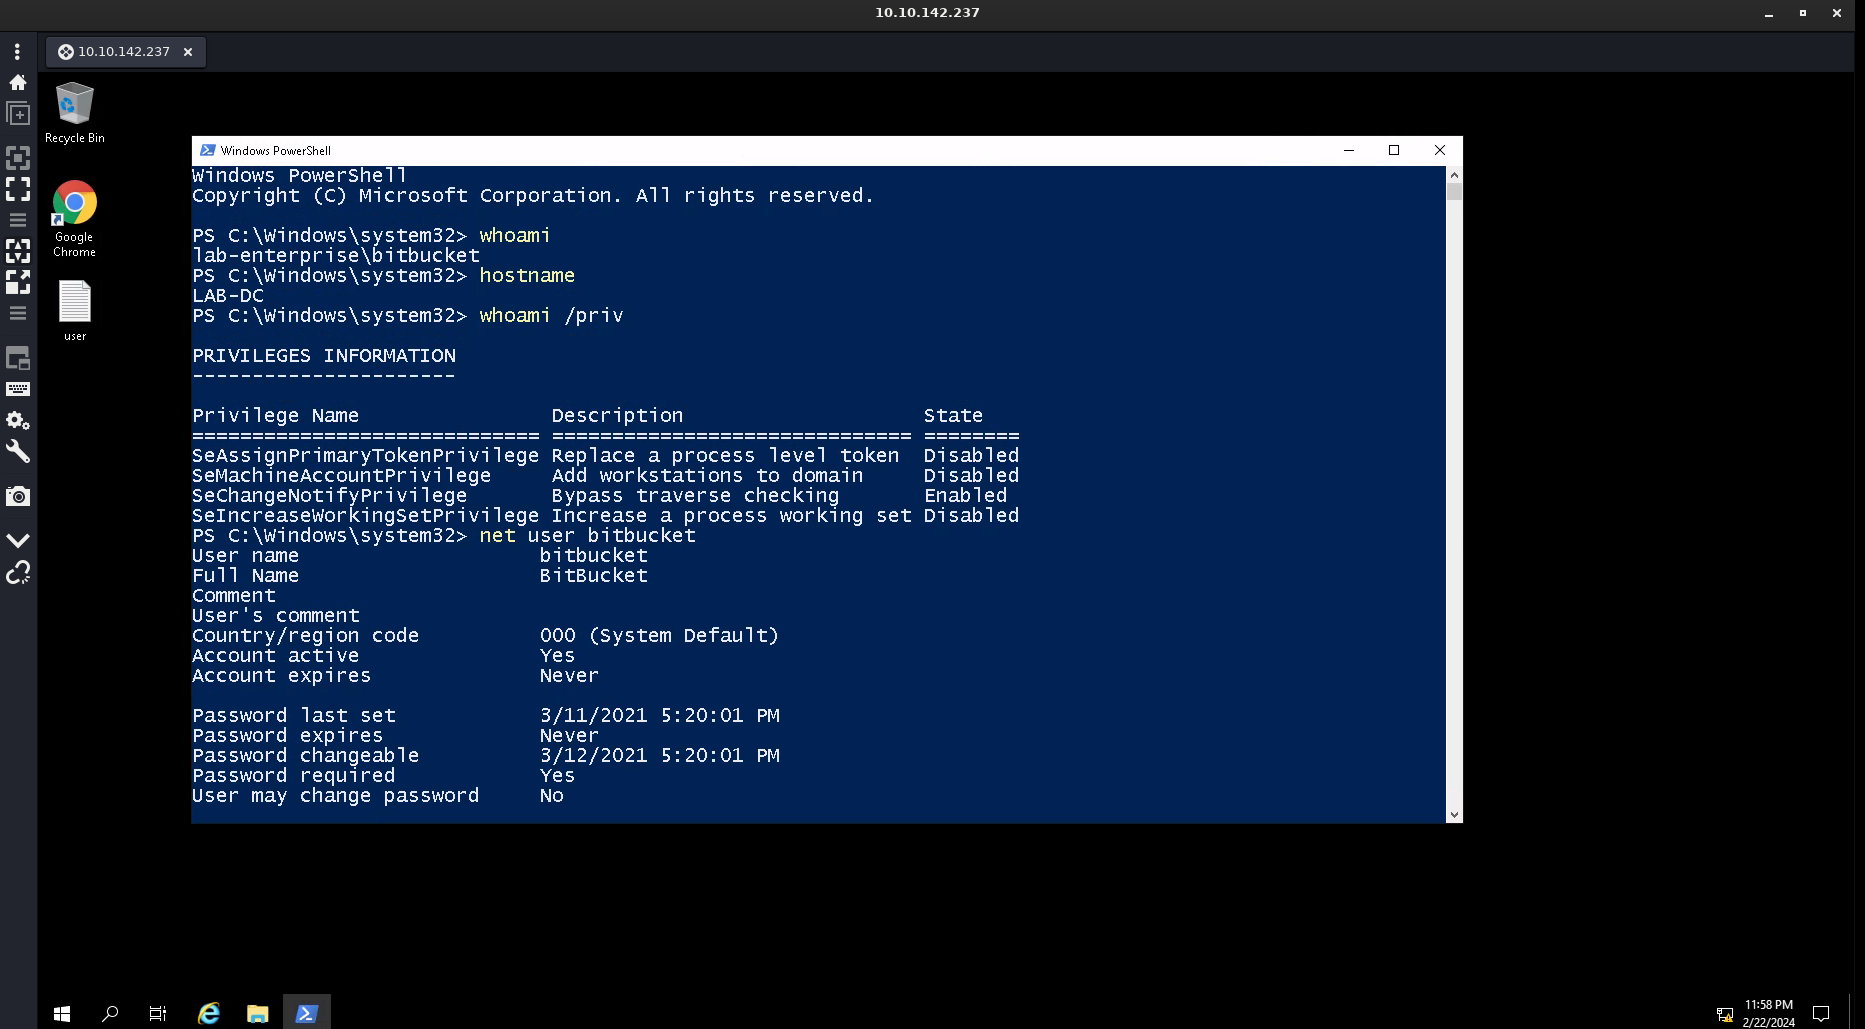 10.10.142.237
10.10.142.237
Recycle Bin
Google
Chrome
user
Windows PowerShell
Windows PowerShell
Copyright (C) Microsoft Corporation. All rights reserved.
PS C:\Windows\system32> whoami
lab-enterprise\bitbucket
PS C:\Windows\system32> hostname
LAB-DC
PS C:\Windows\system32> whoami /priv
PRIVILEGES INFORMATION
----------------------
Privilege Name                Description                    State
============================= ============================== ========
SeAssignPrimaryTokenPrivilege Replace a process level token  Disabled
SeMachineAccountPrivilege     Add workstations to domain     Disabled
SeChangeNotifyPrivilege       Bypass traverse checking       Enabled
SeIncreaseWorkingSetPrivilege Increase a process working set Disabled
PS C:\Windows\system32> net user bitbucket
User name                    bitbucket
Full Name                    BitBucket
Comment
User's comment
Country/region code          000 (System Default)
Account active               Yes
Account expires              Never
Password last set            3/11/2021 5:20:01 PM
Password expires             Never
Password changeable          3/12/2021 5:20:01 PM
Password required            Yes
User may change password     No
11:58 PM
2/22/2024